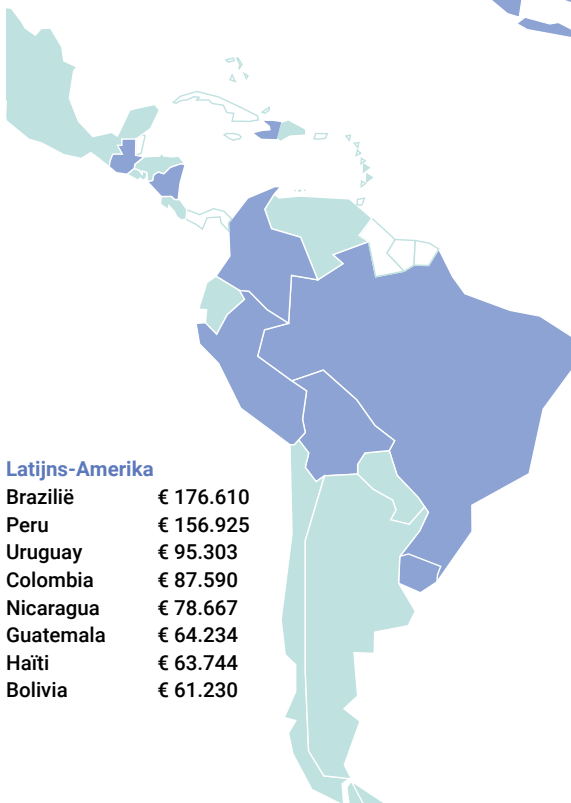 Latijns-Amerika
Brazilië € 176.610
Peru € 156.925
Uruguay € 95.303
Colombia € 87.590
Nicaragua € 78.667
Guatemala € 64.234
Haïti € 63.744
Bolivia € 61.230